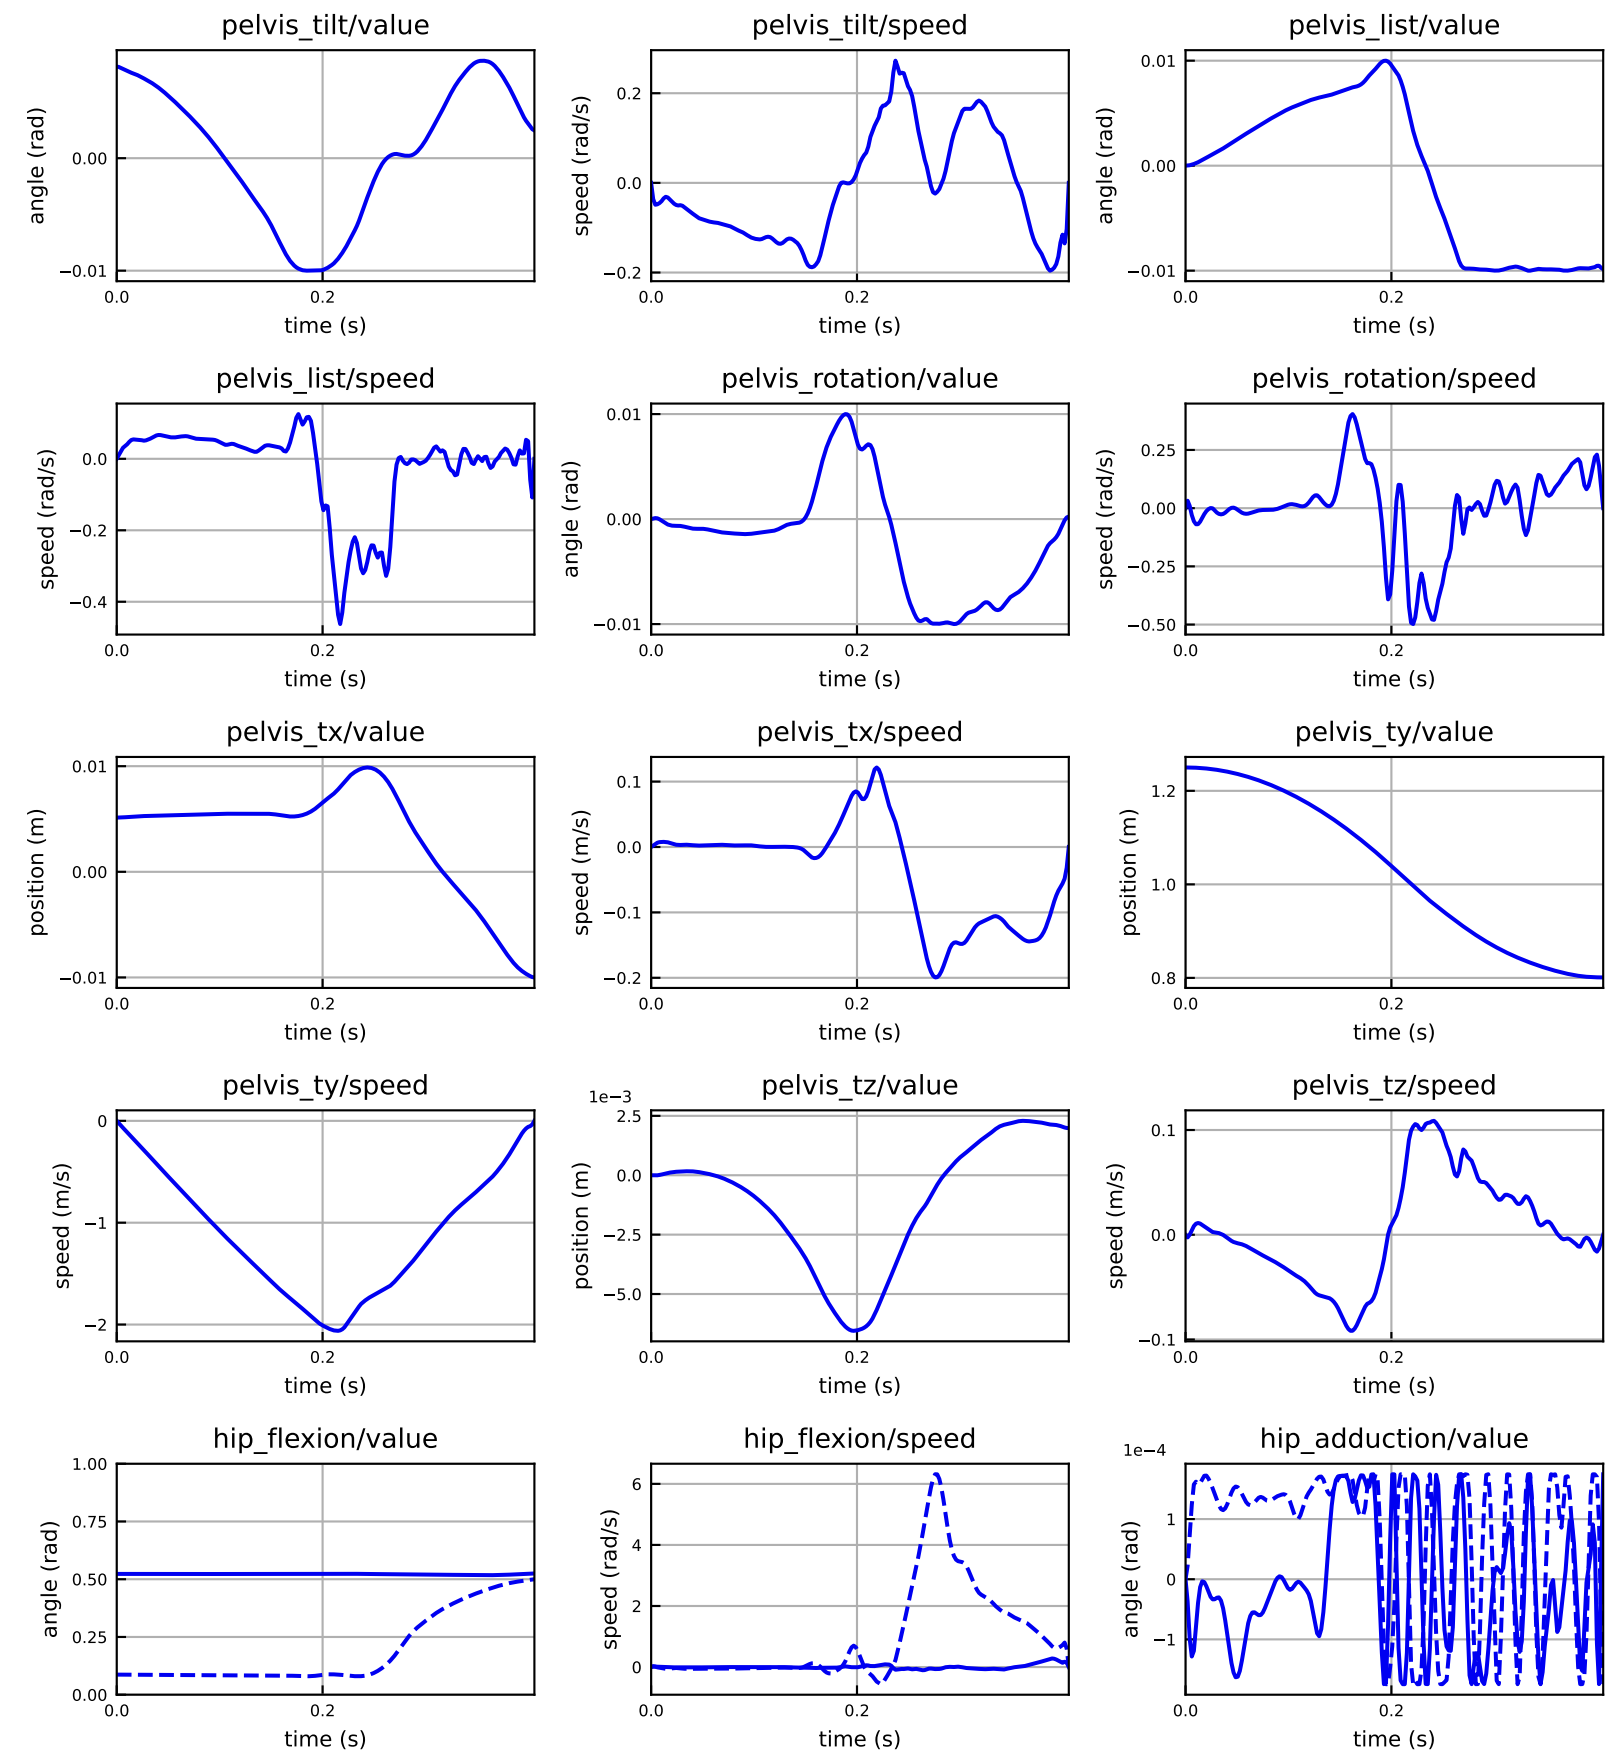 pelvis_tilt/value
angle (rad)
0.00
−0.01
0.0
0.2
time (s)
pelvis_tilt/speed
speed (rad/s)
0.2
0.0
−0.2
0.0
0.2
time (s)
pelvis_list/value
angle (rad)
0.01
0.00
−0.01
0.0
0.2
time (s)
pelvis_list/speed
speed (rad/s)
0.0
−0.2
−0.4
0.0
0.2
time (s)
pelvis_rotation/value
angle (rad)
0.01
0.00
−0.01
0.0
0.2
time (s)
pelvis_rotation/speed
speed (rad/s)
0.25
0.00
−0.25
−0.50
0.0
0.2
time (s)
pelvis_tx/value
position (m)
0.01
0.00
−0.01
0.0
0.2
time (s)
pelvis_tx/speed
speed (m/s)
0.1
0.0
−0.1
−0.2
0.0
0.2
time (s)
pelvis_ty/value
position (m)
1.2
1.0
0.8
0.0
0.2
time (s)
pelvis_ty/speed
speed (m/s)
0
−1
−2
0.0
0.2
time (s)
pelvis_tz/value
1e−3
position (m)
2.5
0.0
−2.5
−5.0
0.0
0.2
time (s)
pelvis_tz/speed
speed (m/s)
0.1
0.0
−0.1
0.0
0.2
time (s)
hip_flexion/value
angle (rad)
1.00
0.75
0.50
0.25
0.00
0.0
0.2
time (s)
hip_flexion/speed
speed (rad/s)
6
4
2
0
0.0
0.2
time (s)
hip_adduction/value
1e−4
angle (rad)
1
0
−1
0.0
0.2
time (s)